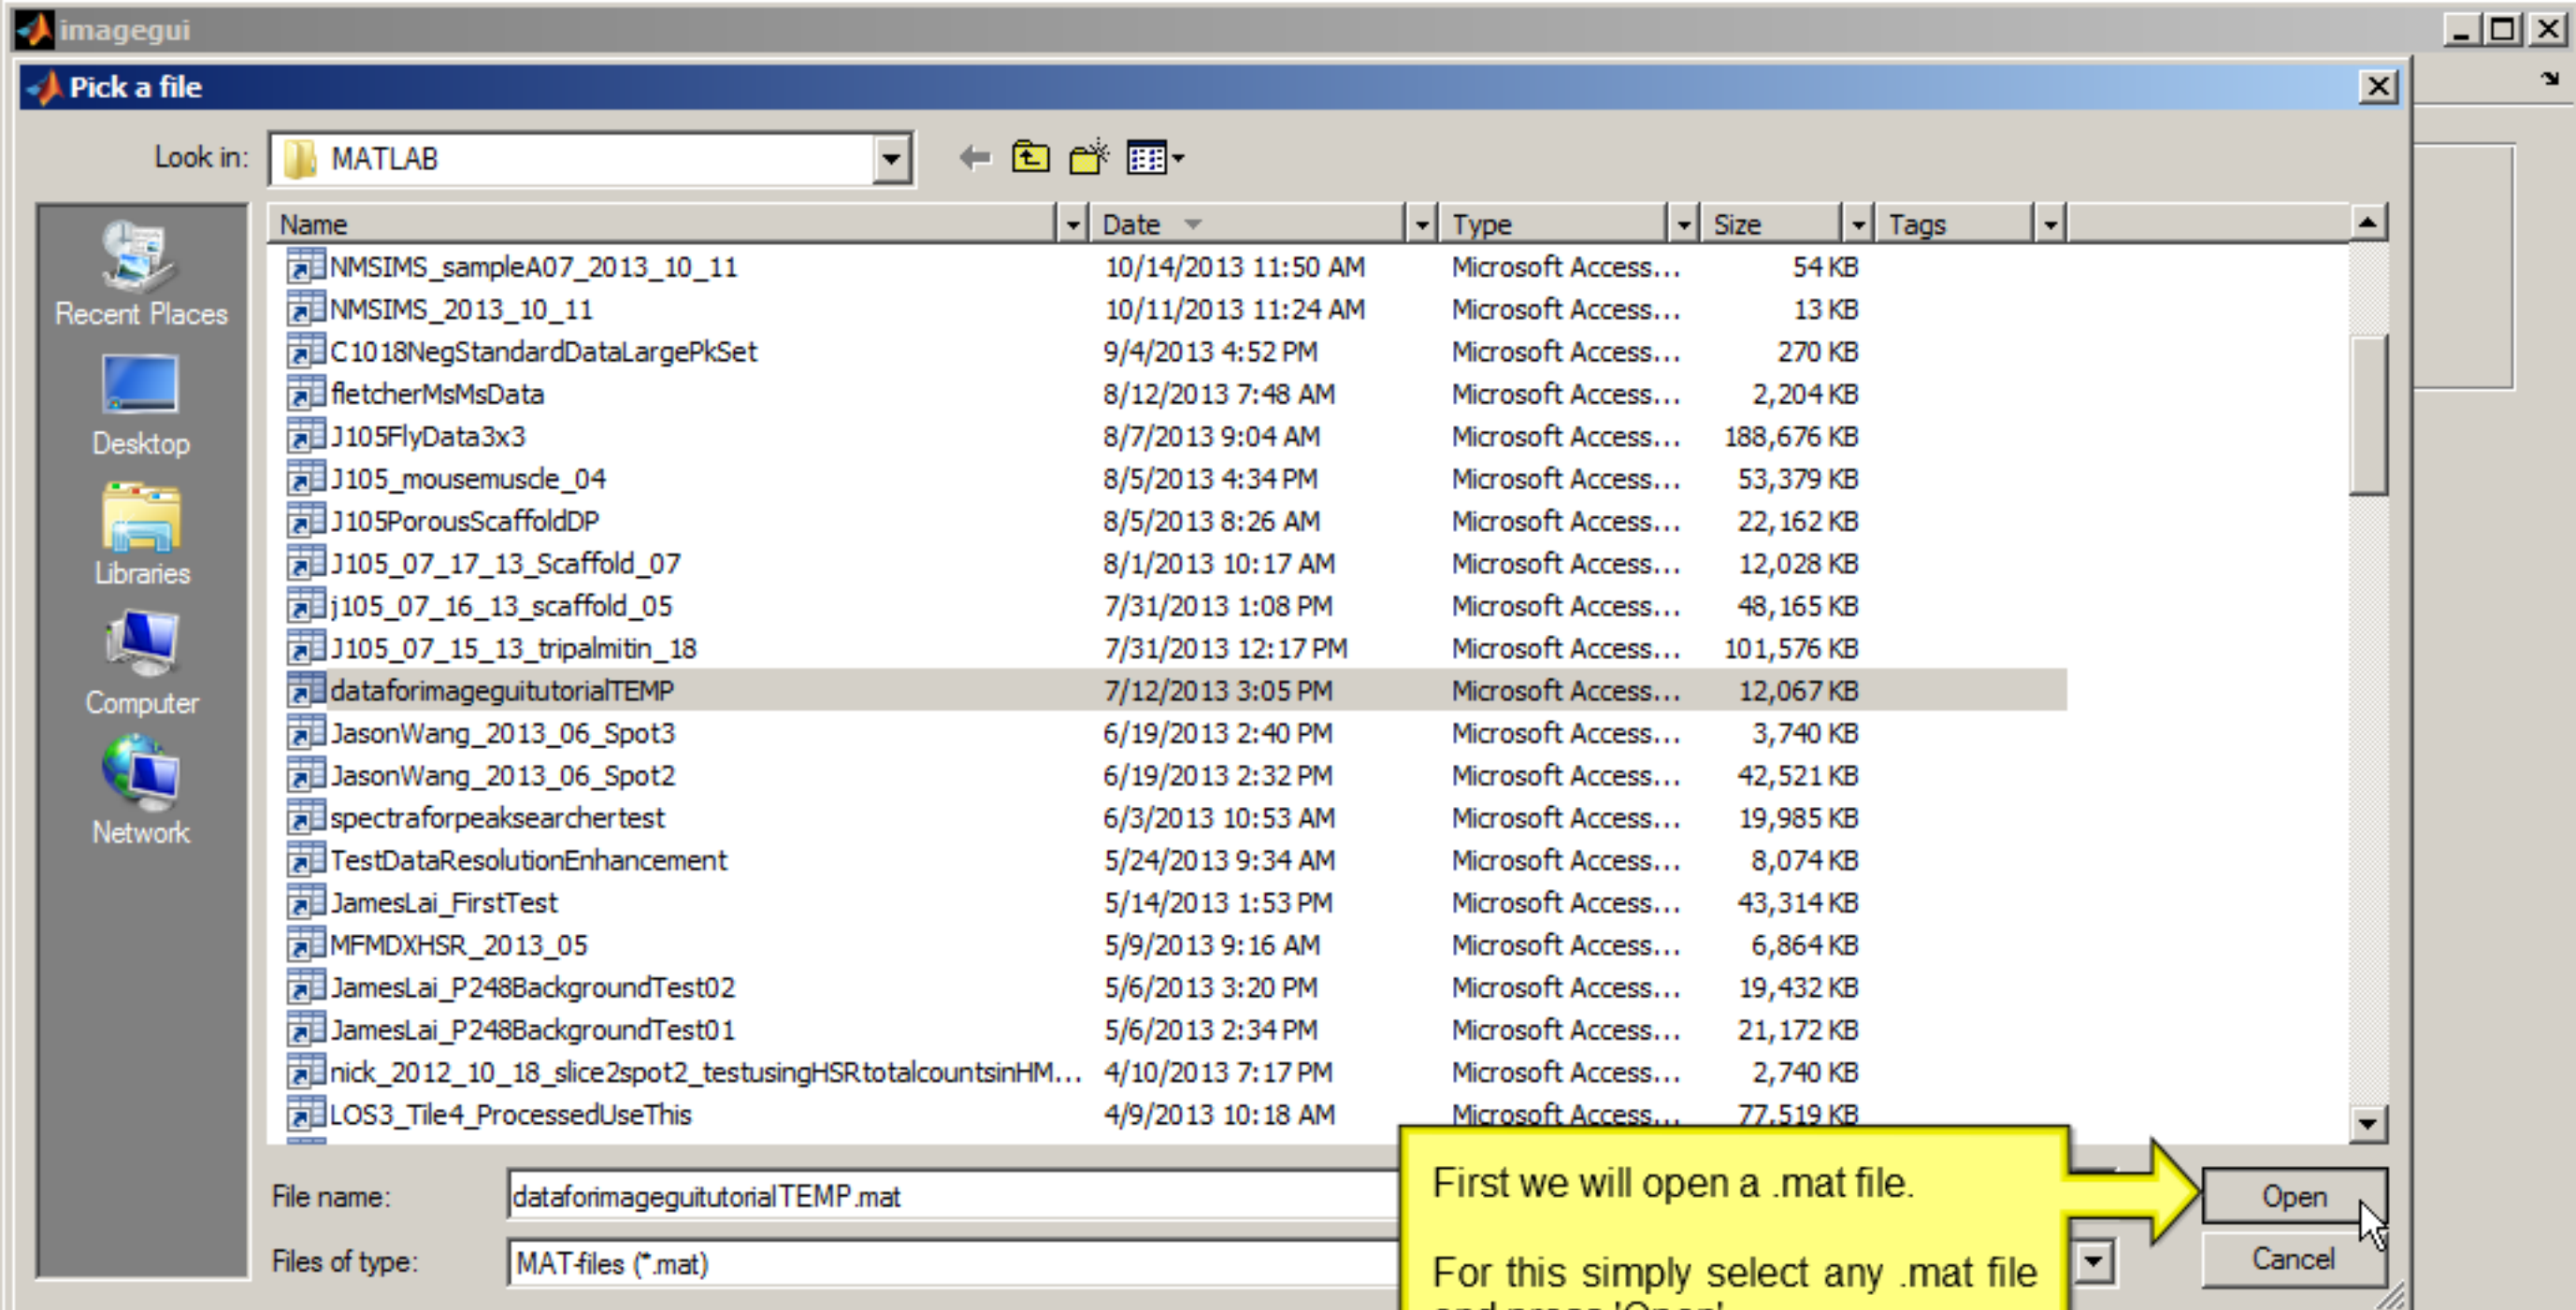 imagegui
Pick a file
Look in: MATLAB
Name Date Type Size Tags
NMSIMS_sampleA07_2013_10_11 10/14/2013 11:50 AM Microsoft Access... 54 KB
NMSIMS_2013_10_11 10/11/2013 11:24 AM Microsoft Access... 13 KB
C1018NegStandardDataLargePkSet 9/4/2013 4:52 PM Microsoft Access... 270 KB
fletcherMsMsData 8/12/2013 7:48 AM Microsoft Access... 2,204 KB
J105FlyData3x3 8/7/2013 9:04 AM Microsoft Access... 188,676 KB
J105_mousemuscle_04 8/5/2013 4:34 PM Microsoft Access... 53,379 KB
J105PorousScaffoldDP 8/5/2013 8:26 AM Microsoft Access... 22,162 KB
J105_07_17_13_Scaffold_07 8/1/2013 10:17 AM Microsoft Access... 12,028 KB
j105_07_16_13_scaffold_05 7/31/2013 1:08 PM Microsoft Access... 48,165 KB
J105_07_15_13_tripalmitin_18 7/31/2013 12:17 PM Microsoft Access... 101,576 KB
dataforimageguitutorialTEMP 7/12/2013 3:05 PM Microsoft Access... 12,067 KB
JasonWang_2013_06_Spot3 6/19/2013 2:40 PM Microsoft Access... 3,740 KB
JasonWang_2013_06_Spot2 6/19/2013 2:32 PM Microsoft Access... 42,521 KB
spectraforpeaksearchertest 6/3/2013 10:53 AM Microsoft Access... 19,985 KB
TestDataResolutionEnhancement 5/24/2013 9:34 AM Microsoft Access... 8,074 KB
JamesLai_FirstTest 5/14/2013 1:53 PM Microsoft Access... 43,314 KB
MFMDXHSR_2013_05 5/9/2013 9:16 AM Microsoft Access... 6,864 KB
JamesLai_P248BackgroundTest02 5/6/2013 3:20 PM Microsoft Access... 19,432 KB
JamesLai_P248BackgroundTest01 5/6/2013 2:34 PM Microsoft Access... 21,172 KB
nick_2012_10_18_slice2spot2_testusingHSRtotalcountsinHM... 4/10/2013 7:17 PM Microsoft Access... 2,740 KB
LOS3_Tile4_ProcessedUseThis 4/9/2013 10:18 AM Microsoft Access... 77,519 KB
Recent Places
Desktop
Libraries
Computer
Network
File name: dataforimageguitutorialTEMP.mat
Files of type: MAT-files (*.mat)
First we will open a .mat file.
For this simply select any .mat file
and press 'Open'
Open
Cancel